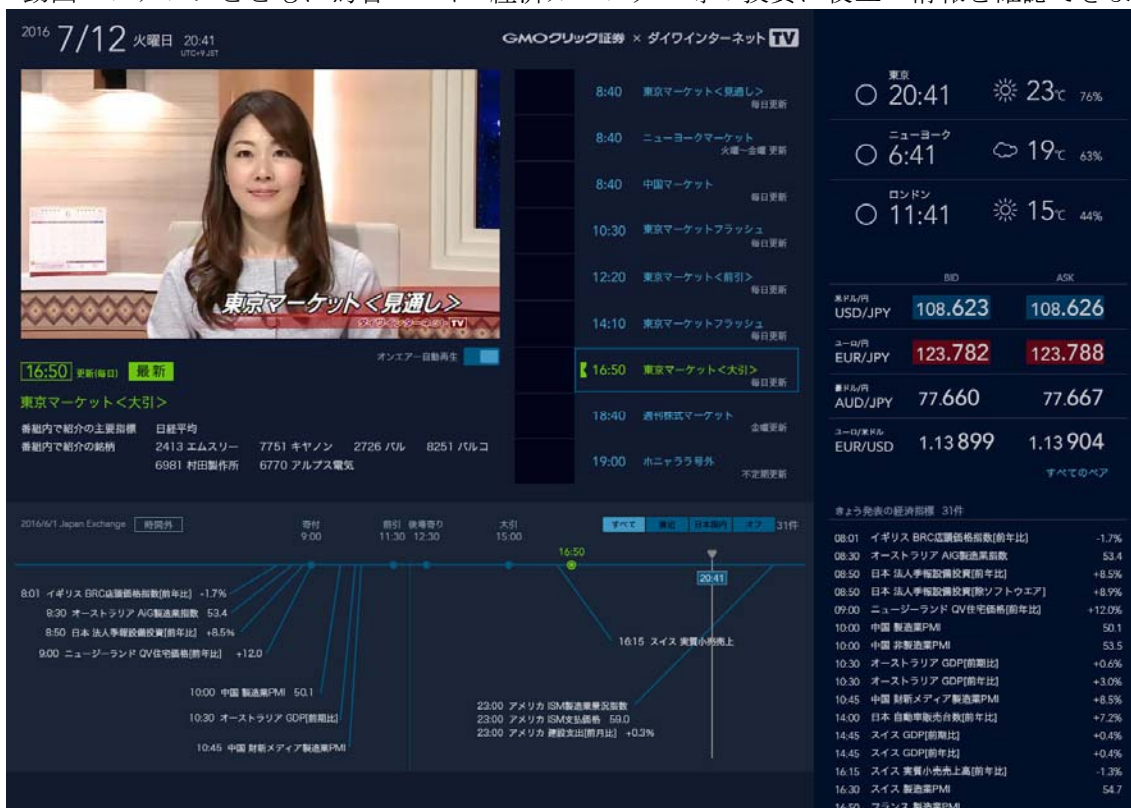 2016 7/12 火曜日 20:41
UTC+9 JST
GMOクリック証券 × ダイワインターネットTV
東京マーケット<見通し>
ダイワインターネットTV
オンエアー自動再生
16:50 更新(毎日) 最新
東京マーケット<大引>
番組内で紹介の主要指標 日経平均
番組内で紹介の銘柄 2413 エムスリー 7751 キヤノン 2726 パル 8251 パルコ
6981 村田製作所 6770 アルプス電気
8:40 東京マーケット<見通し>
毎日更新
8:40 ニューヨークマーケット
火曜〜金曜 更新
8:40 中国マーケット
毎日更新
10:30 東京マーケットフラッシュ
毎日更新
12:20 東京マーケット<前引>
毎日更新
14:10 東京マーケットフラッシュ
毎日更新
16:50 東京マーケット<大引>
毎日更新
18:40 週刊株式マーケット
金曜更新
19:00 ホニャララ号外
不定期更新
東京
20:41 23℃ 76%
ニューヨーク
6:41 19℃ 63%
ロンドン
11:41 15℃ 44%
BID ASK
米ドル/円
USD/JPY 108.623 108.626
ユーロ/円
EUR/JPY 123.782 123.788
豪ドル/円
AUD/JPY 77.660 77.667
ユーロ/米ドル
EUR/USD 1.13899 1.13904
すべてのペア
2016/6/1 Japan Exchange 時間外
寄付 前引 後場寄り 大引
9:00 11:30 12:30 15:00
すべて 日本国内 オフ 31件
16:50
20:41
8:01 イギリス BRC店頭価格指数[前年比] -1.7%
8:30 オーストラリア AiG製造業指数 53.4
8:50 日本 法人季報設備投資[前年比] +8.5%
9:00 ニュージーランド QV住宅価格[前年比] +12.0
10:00 中国 製造業PMI 50.1
10:30 オーストラリア GDP[前期比]
10:45 中国 財新メディア製造業PMI
16:15 スイス 実質小売売上
23:00 アメリカ ISM製造業景況指数
23:00 アメリカ ISM支払価格 59.0
23:00 アメリカ 建設支出[前月比] +0.3%
きょう発表の経済指標 31件
08:01 イギリス BRC店頭価格指数[前年比] -1.7%
08:30 オーストラリア AiG製造業指数 53.4
08:50 日本 法人季報設備投資[前年比] +8.5%
08:50 日本 法人季報設備投資[除ソフトウエア] +8.9%
09:00 ニュージーランド QV住宅価格[前年比] +12.0%
10:00 中国 製造業PMI 50.1
10:00 中国 非製造業PMI 53.5
10:30 オーストラリア GDP[前期比] +0.6%
10:30 オーストラリア GDP[前年比] +3.0%
10:45 中国 財新メディア製造業PMI +8.5%
14:00 日本 自動車販売台数[前年比] +7.2%
14:45 スイス GDP[前期比] +0.4%
14:45 スイス GDP[前年比] +0.4%
16:15 スイス 実質小売売上高[前年比] -1.3%
16:30 スイス 製造業PMI 54.7
16:50 フランス 製造業PMI